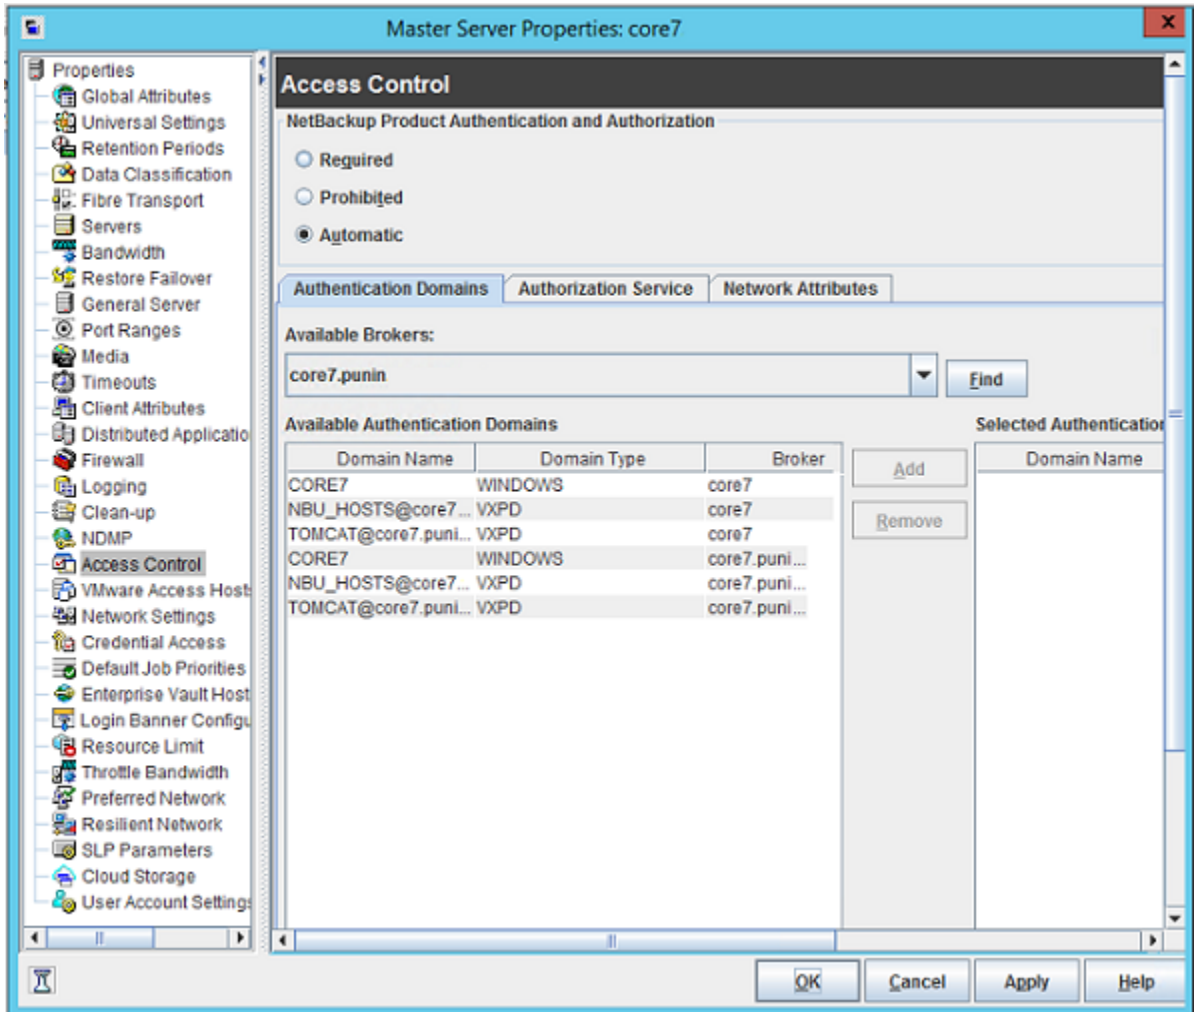 Master Server Properties: core7
x
Properties
Global Attributes
Universal Settings
Retention Periods
Data Classification
Fibre Transport
Servers
Bandwidth
Restore Failover
General Server
Port Ranges
Media
Timeouts
Client Attributes
Distributed Applicatio
Firewall
Logging
Clean-up
NDMP
Access Control
VMware Access Hosts
Network Settings
Credential Access
Default Job Priorities
Enterprise Vault Host
Login Banner Configu
Resource Limit
Throttle Bandwidth
Preferred Network
Resilient Network
SLP Parameters
Cloud Storage
User Account Settings
Access Control
NetBackup Product Authentication and Authorization
Required
Prohibited
Automatic
Authentication Domains Authorization Service Network Attributes
Available Brokers:
core7.punin Find
Available Authentication Domains Selected Authentication
Domain Name Domain Type Broker Add Domain Name
CORE7 WINDOWS core7
NBU_HOSTS@core7... VXPD core7
Remove
TOMCAT@core7.puni... VXPD core7
CORE7 WINDOWS core7.puni...
NBU_HOSTS@core7... VXPD core7.puni...
TOMCAT@core7.puni... VXPD core7.puni...
OK Cancel Apply Help